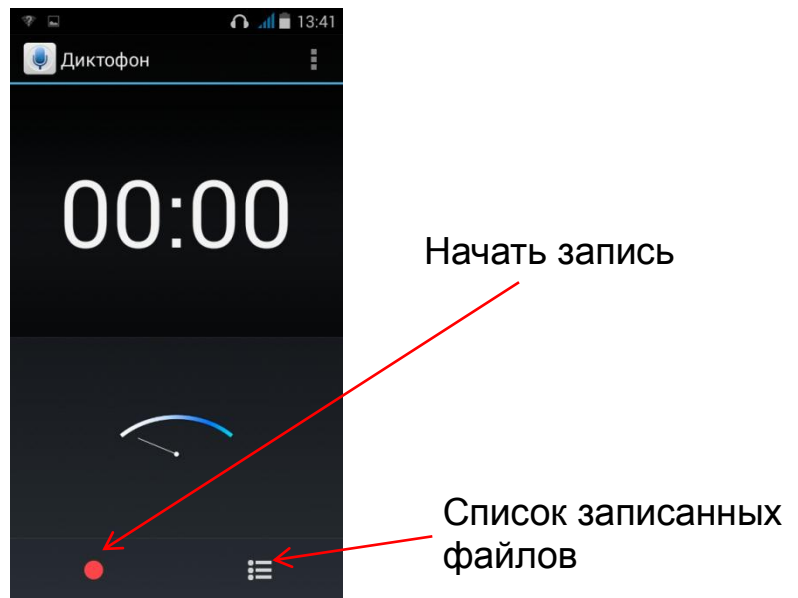 13:41
Диктофон
00:00
Начать запись
Список записанных
файлов